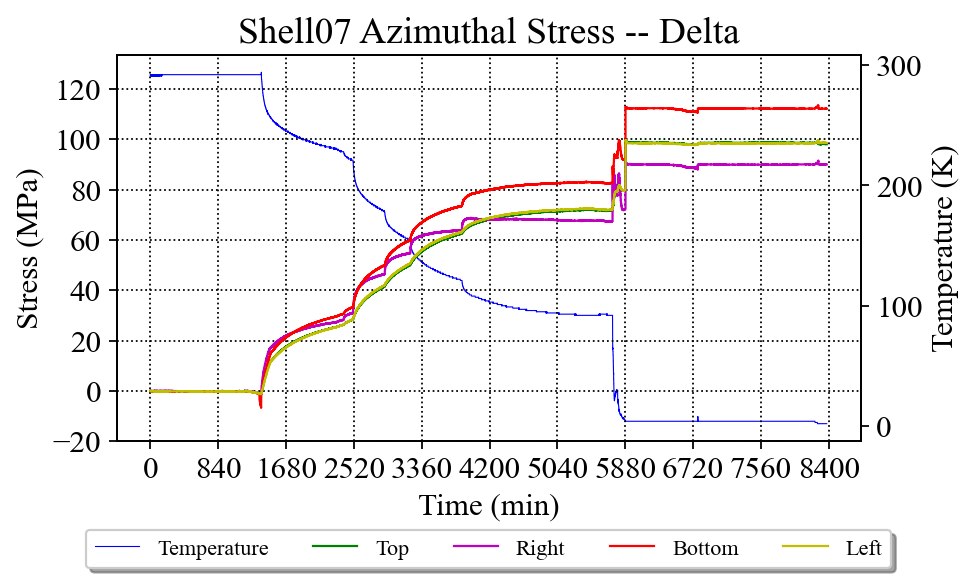 Shell07 Azimuthal Stress -- Delta
Stress (MPa)
120
100
80
60
40
20
0
−20
300
200
100
0
Temperature (K)
0 840 1680 2520 3360 4200 5040 5880 6720 7560 8400
Time (min)
Temperature Top Right Bottom Left